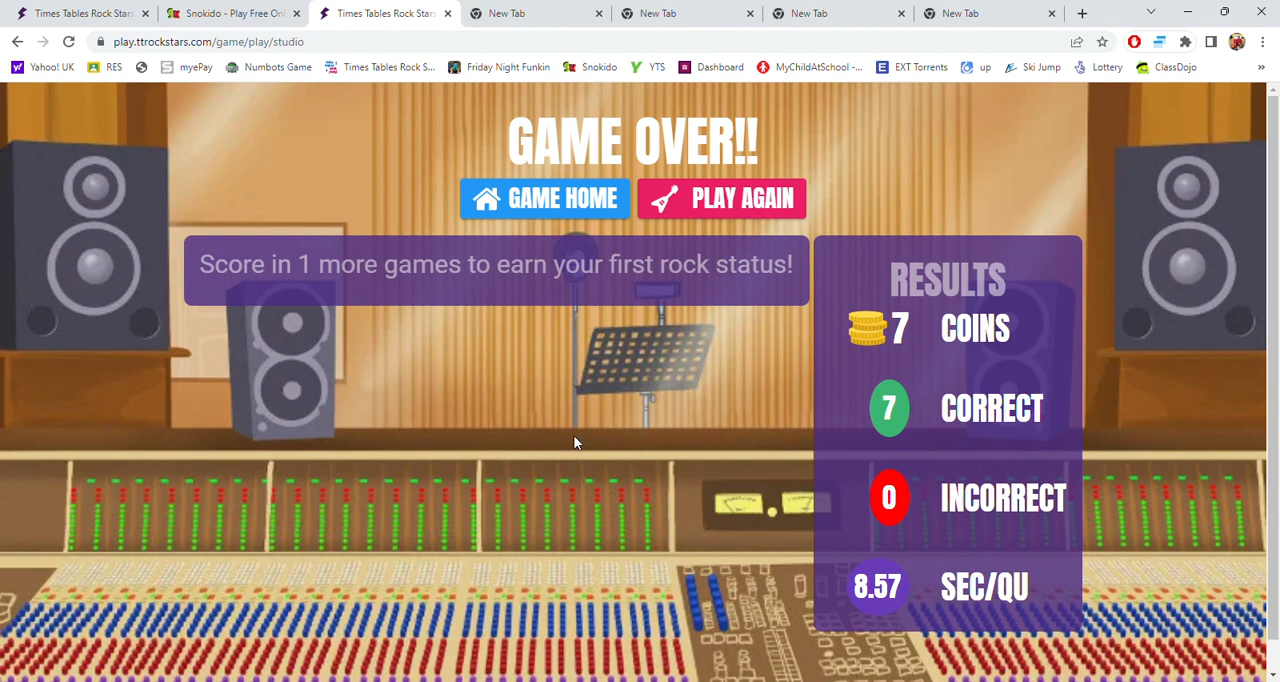 Times Tables Rock Stars
Snokido - Play Free Onl
Times Tables Rock Stars
New Tab
New Tab
New Tab
New Tab
play.ttrockstars.com/game/play/studio
Yahoo! UK
RES
myePay
Numbots Game
Times Tables Rock S...
Friday Night Funkin
Snokido
YTS
Dashboard
MyChildAtSchool -...
EXT Torrents
up
Ski Jump
Lottery
ClassDojo
»
GAME OVER!!
GAME HOME
PLAY AGAIN
Score in 1 more games to earn your first rock status!
RESULTS
7 COINS
7 CORRECT
0 INCORRECT
8.57 SEC/QU